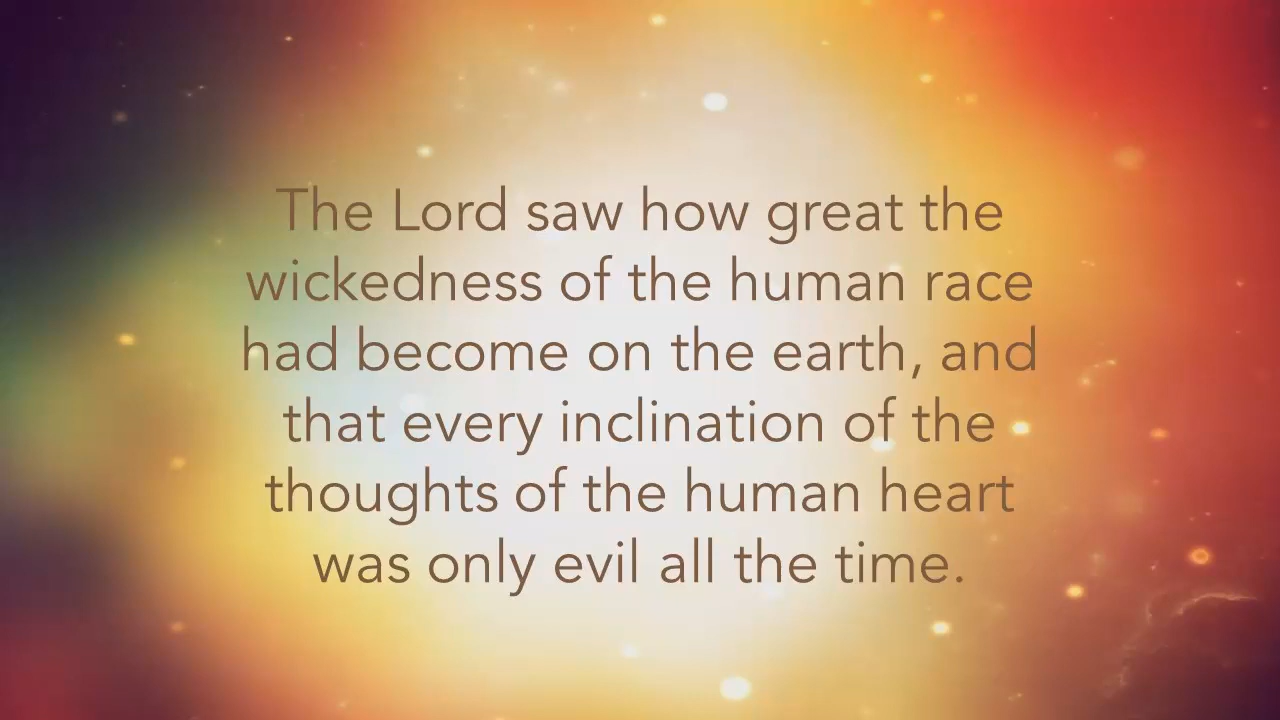 The Lord saw how great the
wickedness of the human race
had become on the earth, and
that every inclination of the
thoughts of the human heart
was only evil all the time.